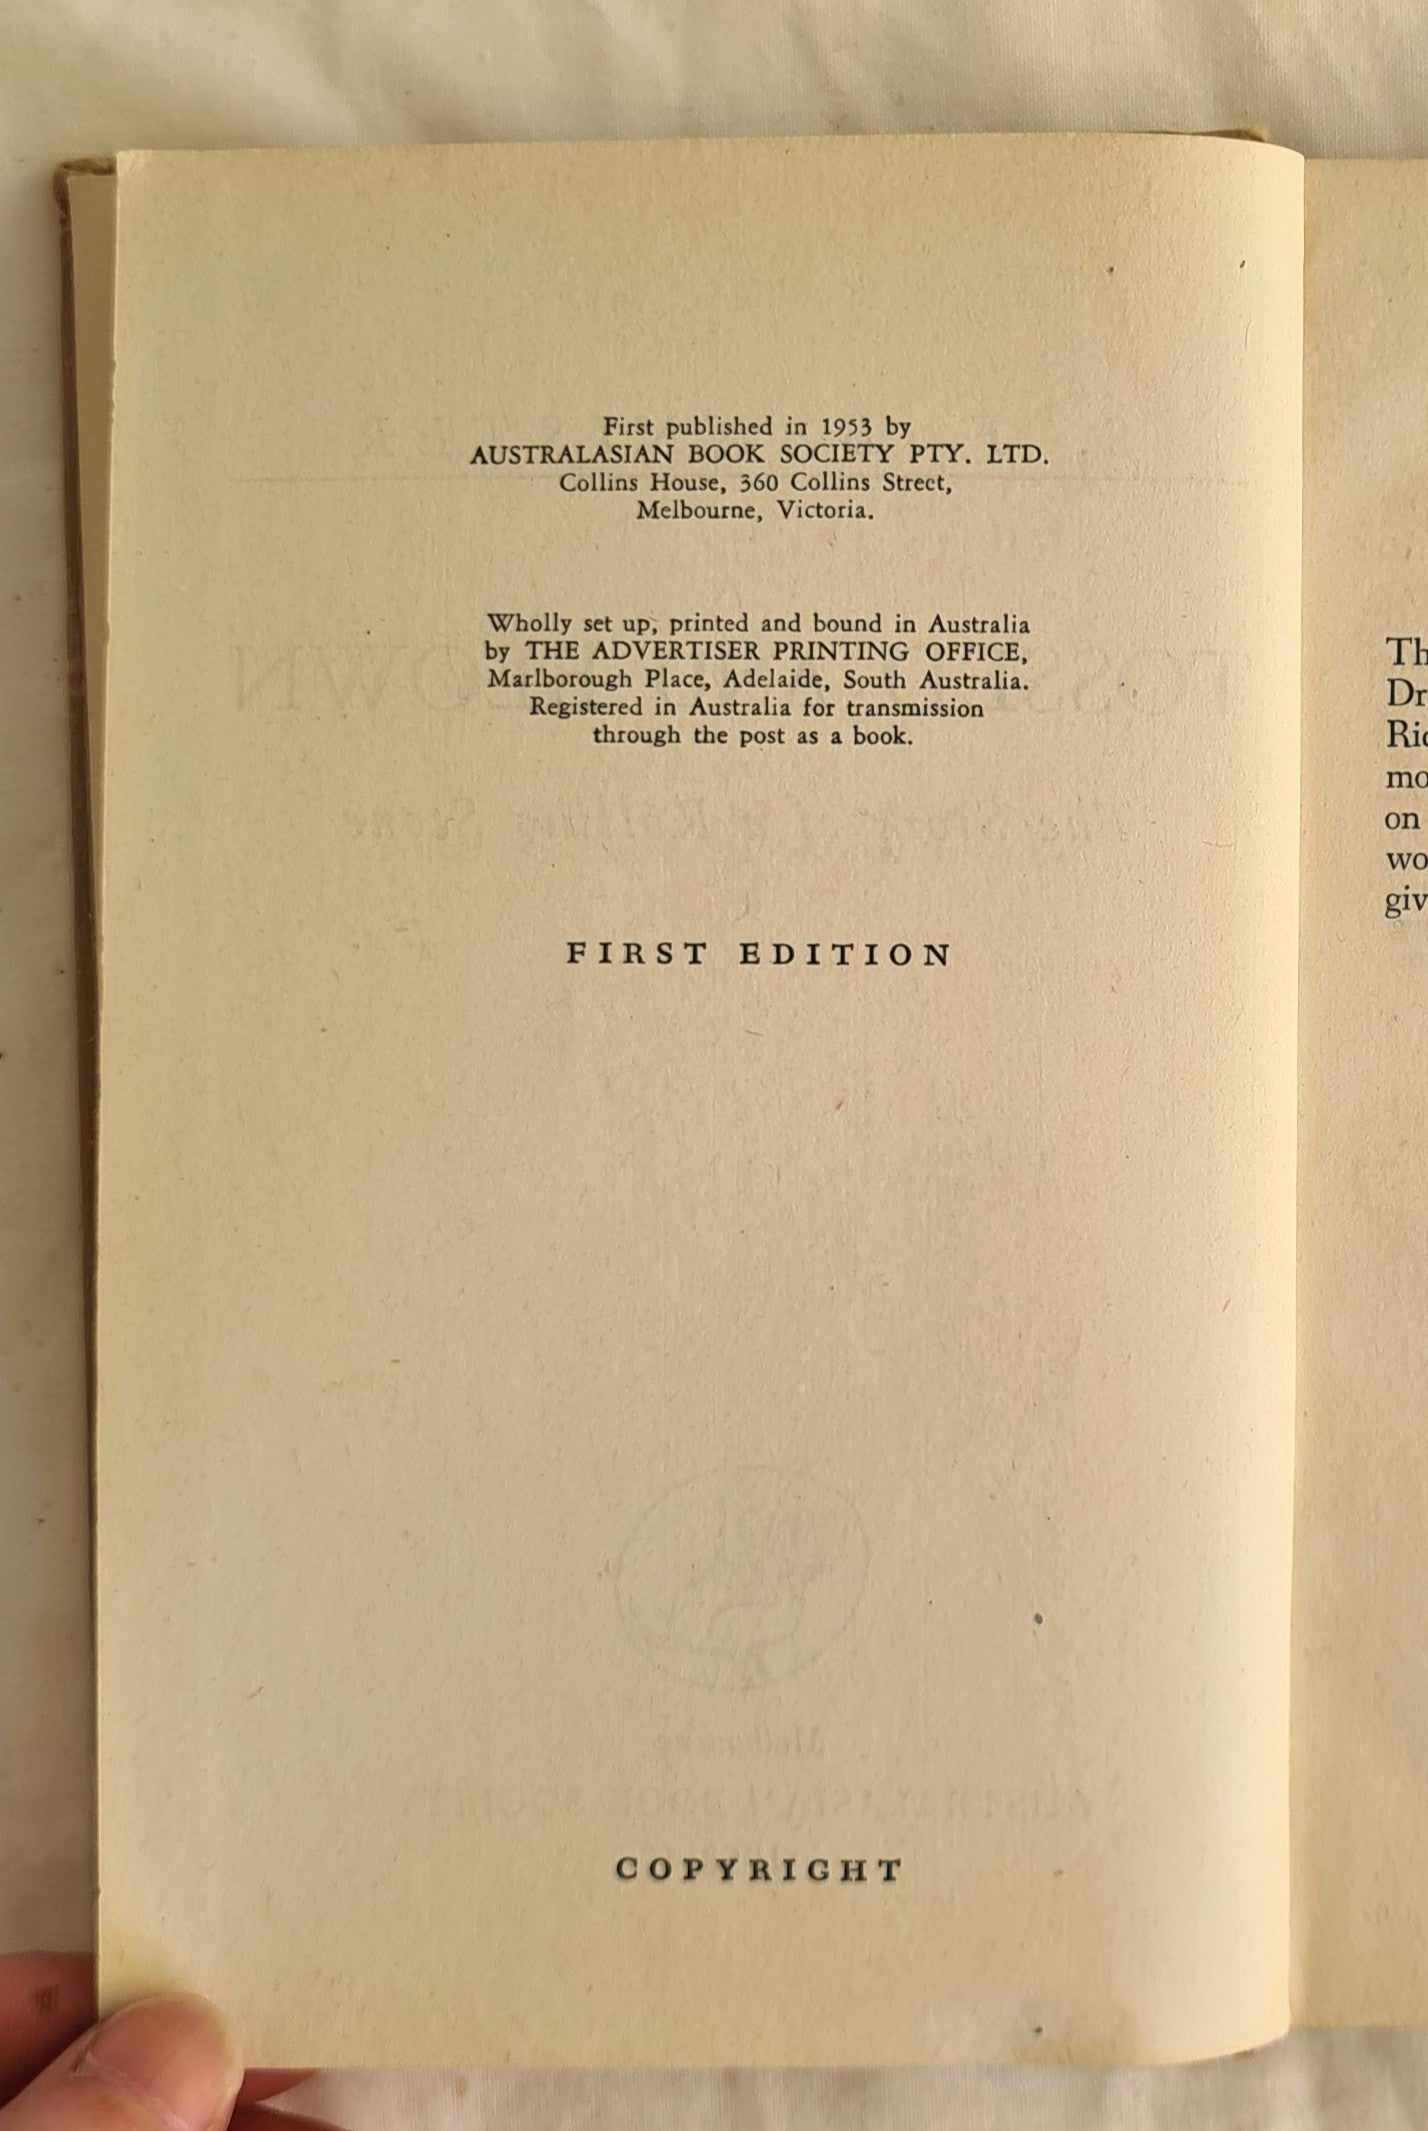 First published in 1953 by
AUSTRALASIAN BOOK SOCIETY PTY. LTD.
Collins House, 360 Collins Street,
Melbourne, Victoria.
Wholly set up, printed and bound in Australia
by THE ADVERTISER PRINTING OFFICE,
Marlborough Place, Adelaide, South Australia.
Registered in Australia for transmission
through the post as a book.
FIRST EDITION
COPYRIGHT
on